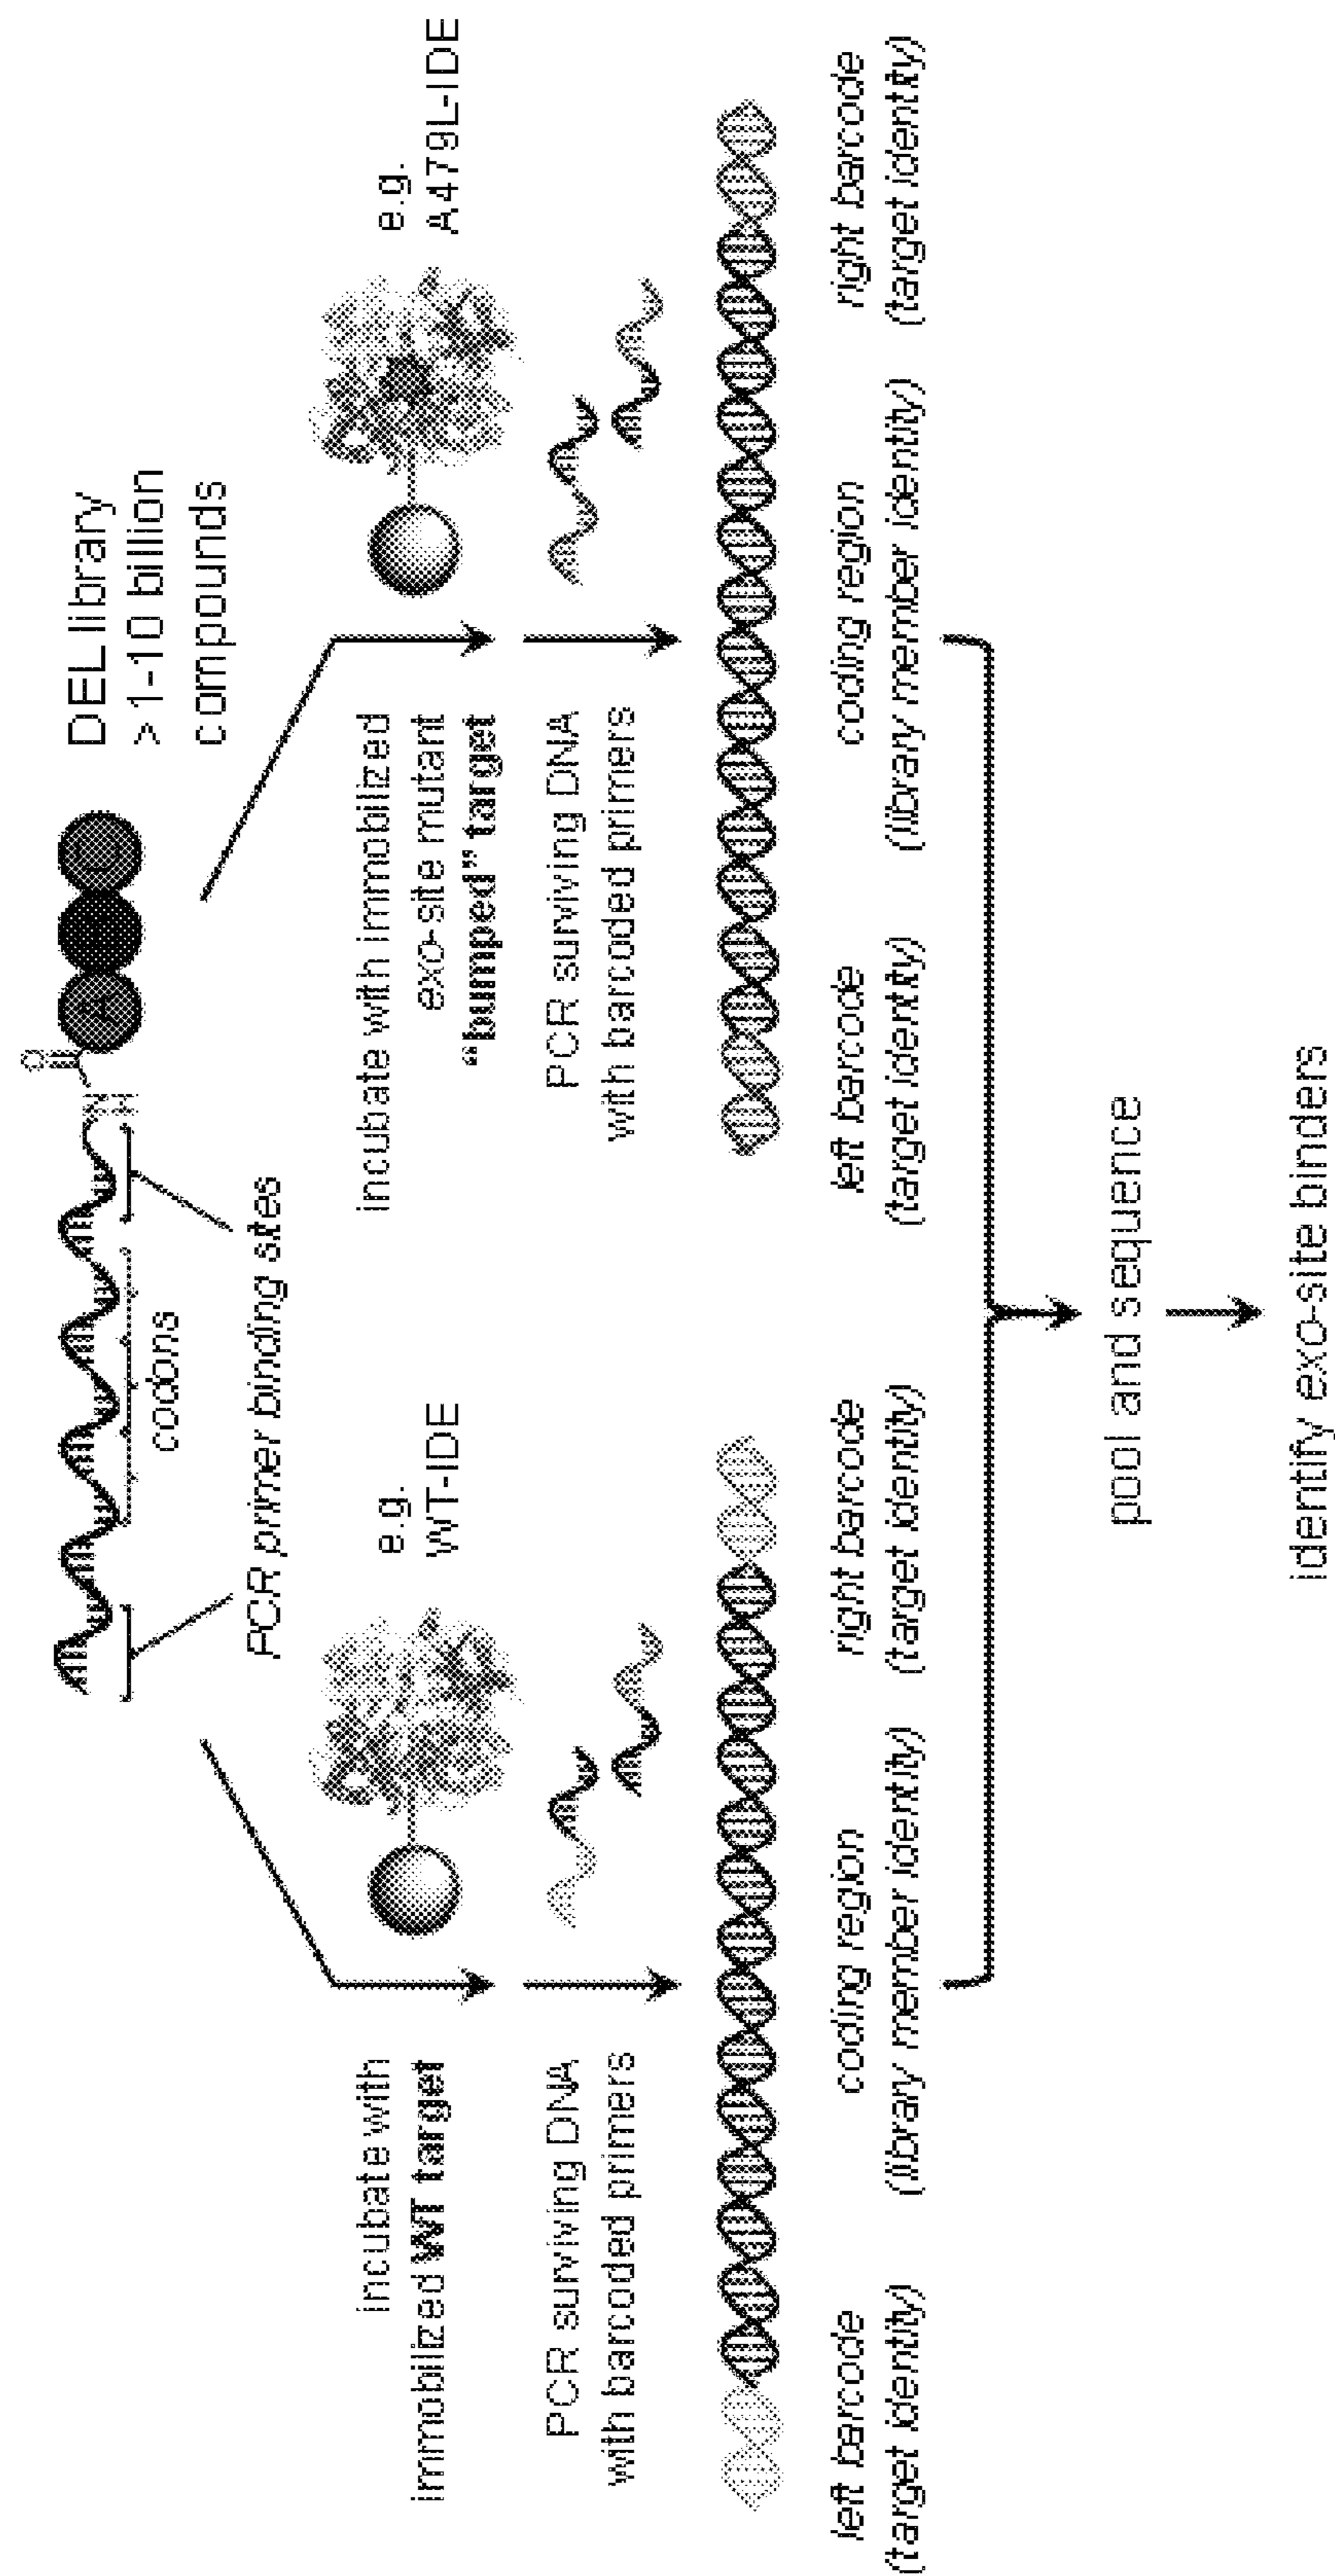 DEL library
>1-10 billion
compounds
O
N
H
A
codons
PCR primer binding sites
incubate with
immobilized WT target
e.g.
WT-IDE
PCR surviving DNA
with barcoded primers
left barcode
(target identity)
coding region
(library member identity)
right barcode
(target identity)
incubate with immobilized
exo-site mutant
“bumped” target
e.g.
A479L-IDE
PCR surviving DNA
with barcoded primers
left barcode
(target identity)
coding region
(library member identity)
right barcode
(target identity)
pool and sequence
identify exo-site binders